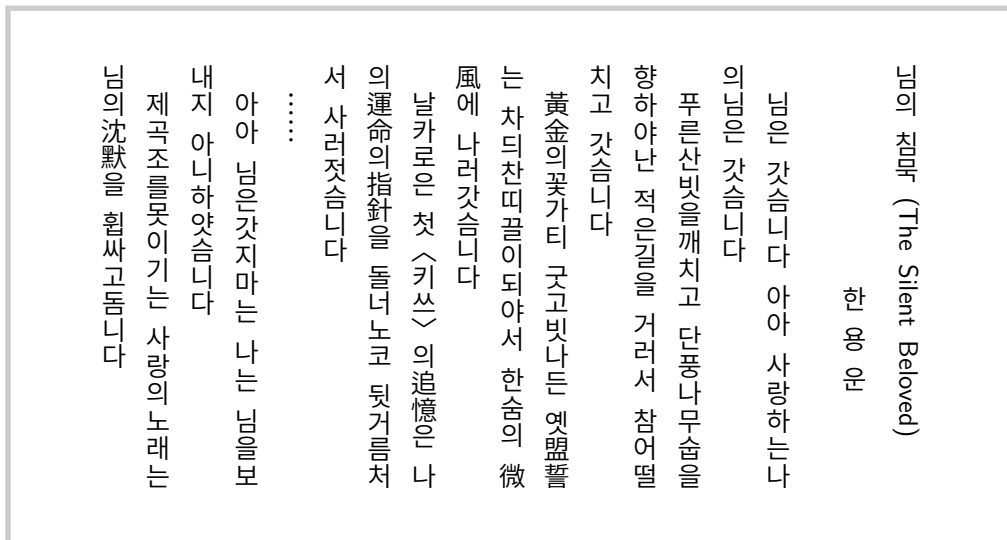 님의 침묵 (The Silent Beloved)
한 용 운
님은 갓슴니다 아아 사랑하는나
의님은 갓슴니다
푸른산빗을깨치고 단풍나무숩을
향하야난 적은길을 거러서 참어떨
치고 갓슴니다
黃金의꽃가티 굿고빗나든 옛盟誓
는 차듸찬띠끌이되야서 한숨의 微
風에 나러갓슴니다
날카로은 첫 〈키쓰〉의追憶은 나
의運命의指針을 돌너노코 뒷거름처
서 사러젓슴니다
……
아아 님은갓지마는 나는 님을보
내지 아니하얏슴니다
제곡조를못이기는 사랑의노래는
님의沈默을 휩싸고돔니다